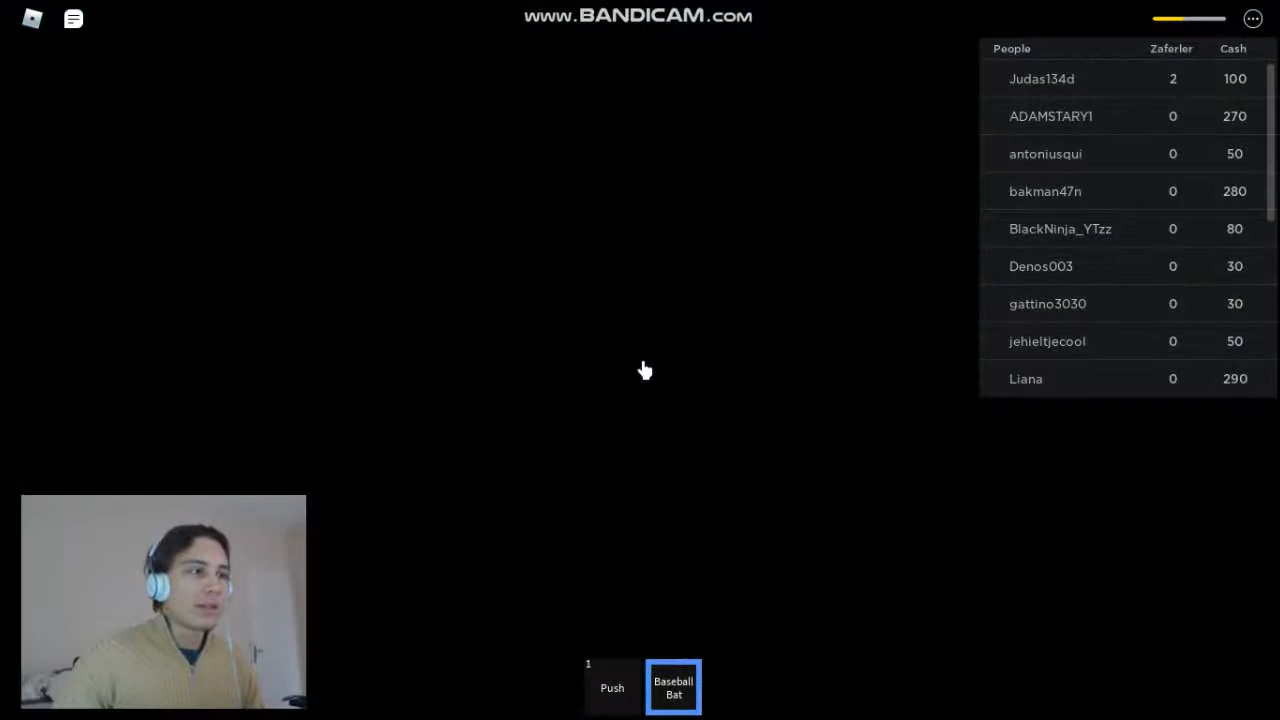 www.BANDICAM.com
People Zaferler Cash
Judas134d 2 100
ADAMSTARY1 0 270
antoniusqui 0 50
bakman47n 0 280
BlackNinja_YTzz 0 80
Denos003 0 30
gattino3030 0 30
jehieltjecool 0 50
Liana 0 290
1
Push
Baseball
Bat